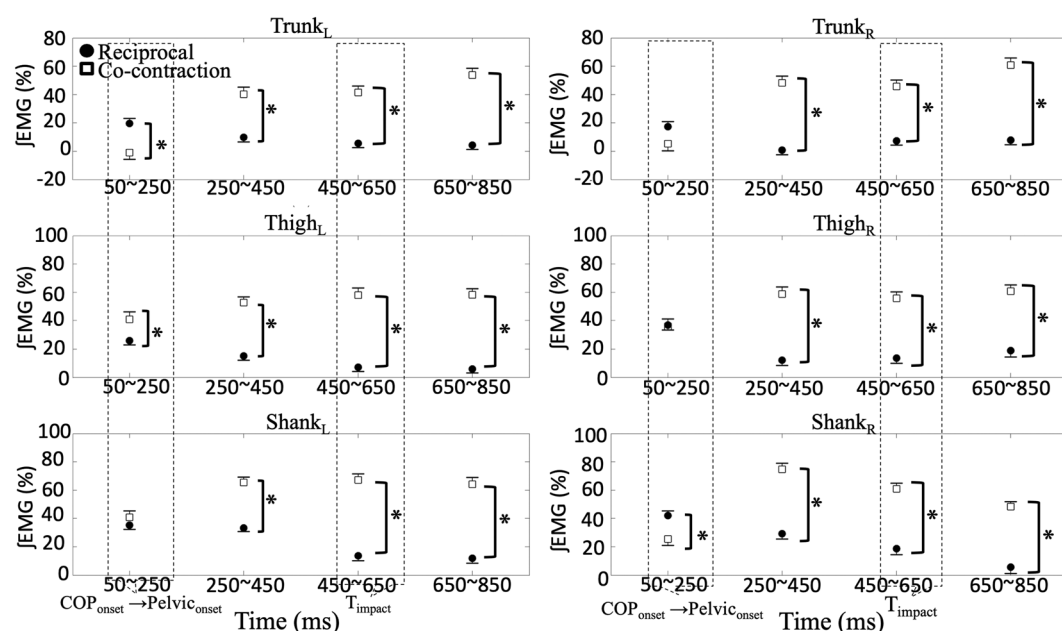 Trunk_L
Trunk_R
Reciprocal
Co-contraction
∫EMG (%)
80
60
40
20
0
-20
* * * *
50~250 250~450 450~650 650~850
∫EMG (%)
80
60
40
20
0
-20
* * *
50~250 250~450 450~650 650~850
Thigh_L
Thigh_R
∫EMG (%)
100
80
60
40
20
0
* * * *
50~250 250~450 450~650 650~850
∫EMG (%)
100
80
60
40
20
0
* * *
50~250 250~450 450~650 650~850
Shank_L
Shank_R
∫EMG (%)
100
80
60
40
20
0
* * *
50~250 250~450 450~650 650~850
COP_onset →Pelvic_onset
T_impact
Time (ms)
∫EMG (%)
100
80
60
40
20
0
* * * *
50~250 250~450 450~650 650~850
COP_onset →Pelvic_onset
T_impact
Time (ms)